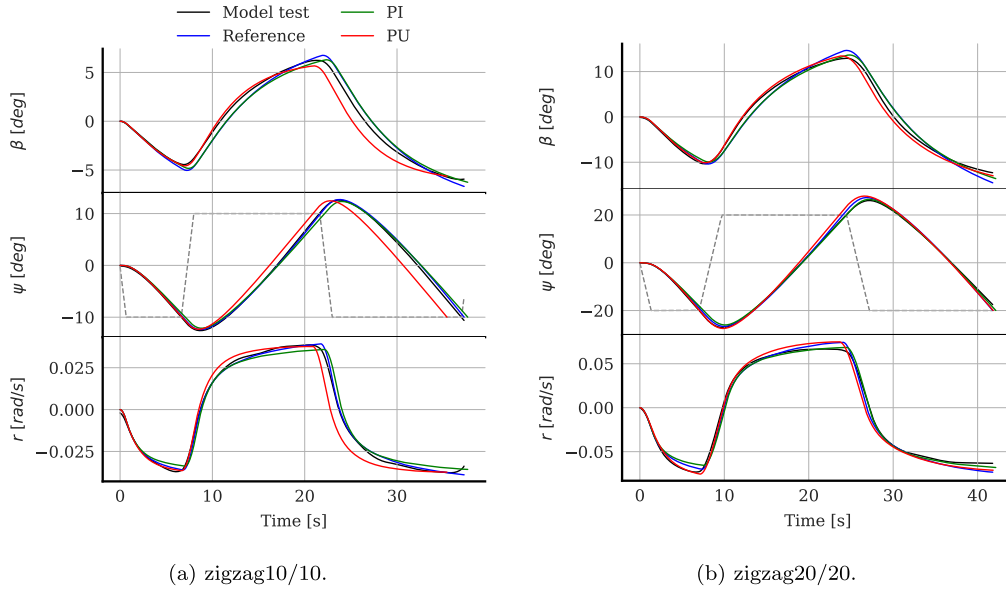 Model test
Reference
PI
PU
β [deg]
5
0
−5
ψ [deg]
10
0
−10
r [rad/s]
0.025
0.000
−0.025
0
10
20
30
Time [s]
β [deg]
10
0
−10
ψ [deg]
20
0
−20
r [rad/s]
0.05
0.00
−0.05
0
10
20
30
40
Time [s]
(a) zigzag10/10.
(b) zigzag20/20.